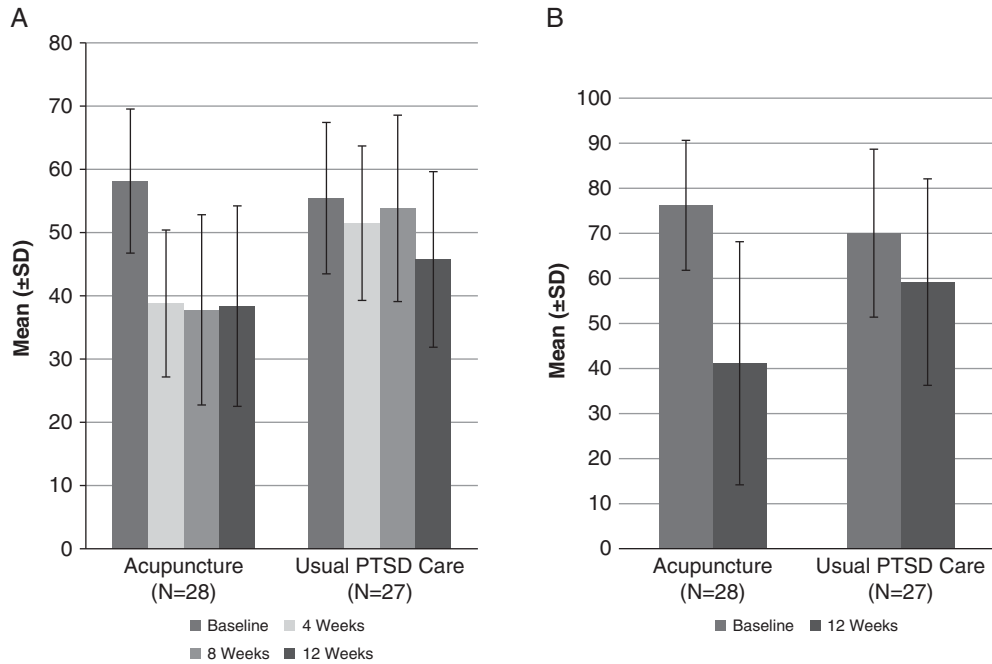 A
80
70
60
50
40
30
20
10
0
Mean (±SD)
Acupuncture
(N=28)
Usual PTSD Care
(N=27)
Baseline 4 Weeks
8 Weeks 12 Weeks
B
100
90
80
70
60
50
40
30
20
10
0
Mean (±SD)
Acupuncture
(N=28)
Usual PTSD Care
(N=27)
Baseline 12 Weeks